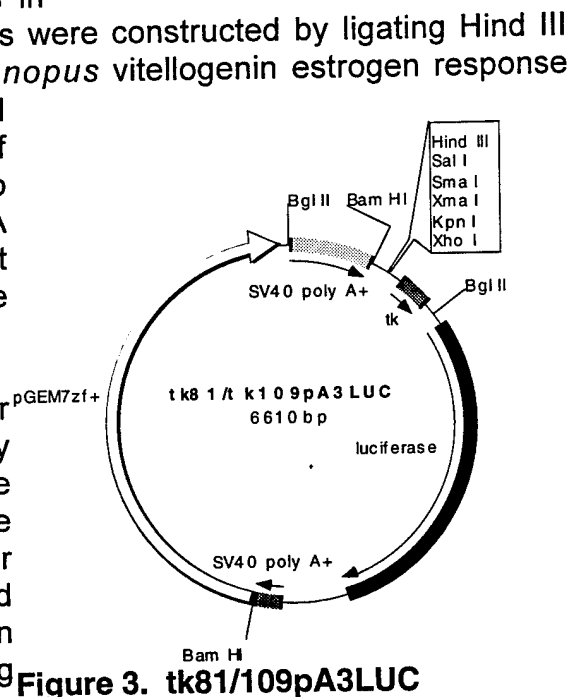 s were constructed by ligating Hind III
nopus vitellogenin estrogen response
Hind III
Sal I
Sma I
Xma I
Kpn I
Xho I
Bgl II
Bam HI
SV40 poly A+
Bgl II
tk
pGEM7zf+
tk81/tk109pA3LUC
6610bp
luciferase
SV40 poly A+
Bam HI
Figure 3. tk81/109pA3LUC